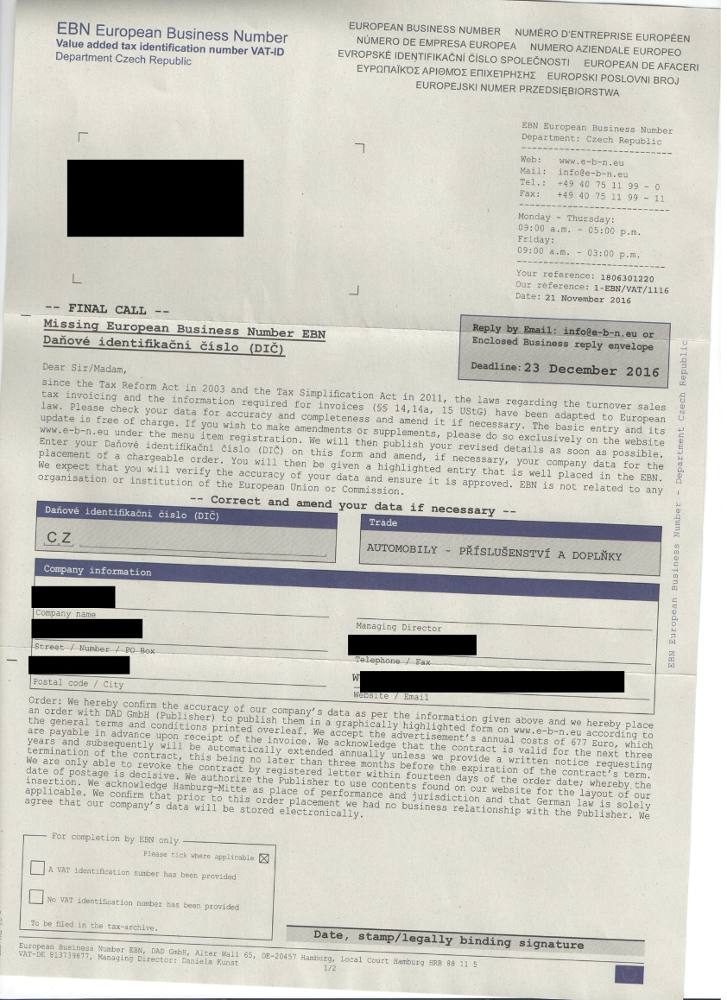 EBN European Business Number
Value added tax identification number VAT-ID
Department Czech Republic
EUROPEAN BUSINESS NUMBER NUMÉRO D'ENTREPRISE EUROPÉEN
NÚMERO DE EMPRESA EUROPEA NUMERO AZIENDALE EUROPEO
EVROPSKÉ IDENTIFIKAČNÍ ČÍSLO SPOLEČNOSTI EUROPEAN DE AFACERI
ΕΥΡΩΠΑΪΚΌΣ ΑΡΙΘΜΌΣ ΕΠΙΧΕΊΡΗΣΗΣ EUROPSKI POSLOVNI BROJ
EUROPEJSKI NUMER PRZEDSIĘBIORSTWA
EBN European Business Number
Department: Czech Republic
Web: www.e-b-n.eu
Mail: info@e-b-n.eu
Tel.: +49 40 75 11 99 - 0
Fax: +49 40 75 11 99 - 11
Monday - Thursday:
09:00 a.m. - 05:00 p.m.
Friday:
09:00 a.m. - 03:00 p.m.
Your reference: 1806301220
Our reference: 1-EBN/VAT/1116
Date: 21 November 2016
-- FINAL CALL --
Missing European Business Number EBN
Daňové identifikační číslo (DIČ)
Reply by Email: info@e-b-n.eu or
Enclosed Business reply envelope
Deadline: 23 December 2016
Dear Sir/Madam,
since the Tax Reform Act in 2003 and the Tax Simplification Act in 2011, the laws regarding the turnover sales
tax invoicing and the information required for invoices (§§ 14,14a, 15 UStG) have been adapted to European
law. Please check your data for accuracy and completeness and amend it if necessary. The basic entry and its
update is free of charge. If you wish to make amendments or supplements, please do so exclusively on the website
www.e-b-n.eu under the menu item registration. We will then publish your revised details as soon as possible.
Enter your Daňové identifikační číslo (DIČ) on this form and amend, if necessary, your company data for the
placement of a chargeable order. You will then be given a highlighted entry that is well placed in the EBN.
We expect that you will verify the accuracy of your data and ensure it is approved. EBN is not related to any
organisation or institution of the European Union or Commission.
-- Correct and amend your data if necessary --
Daňové identifikační číslo (DIČ)
C Z
Trade
AUTOMOBILY - PŘÍSLUŠENSTVÍ A DOPLŇKY
Company information
Company name
Managing Director
Street / Number / PO Box
Telephone / Fax
W
Postal code / City
Website / Email
Order: We hereby confirm the accuracy of our company's data as per the information given above and we hereby place
an order with DAD GmbH (Publisher) to publish them in a graphically highlighted form on www.e-b-n.eu according to
the general terms and conditions printed overleaf. We accept the advertisement's annual costs of 677 Euro, which
are payable in advance upon receipt of the invoice. We acknowledge that the contract is valid for the next three
years and subsequently will be automatically extended annually unless we provide a written notice requesting
termination of the contract, this being no later than three months before the expiration of the contract's term.
We are only able to revoke the contract by registered letter within fourteen days of the order date; whereby the
date of postage is decisive. We authorize the Publisher to use contents found on our website for the layout of our
insertion. We acknowledge Hamburg-Mitte as place of performance and jurisdiction and that German law is solely
applicable. We confirm that prior to this order placement we had no business relationship with the Publisher. We
agree that our company's data will be stored electronically.
For completion by EBN only
Please tick where applicable
A VAT identification number has been provided
No VAT identification number has been provided
To be filed in the tax-archive.
Date, stamp/legally binding signature
European Business Number EBN, DAD GmbH, Alter Wall 65, DE-20457 Hamburg, Local Court Hamburg HRB 88 11 5
VAT-DE 813739877, Managing Director: Daniela Kunst
1/2
EBN European Business Number - Department Czech Republic